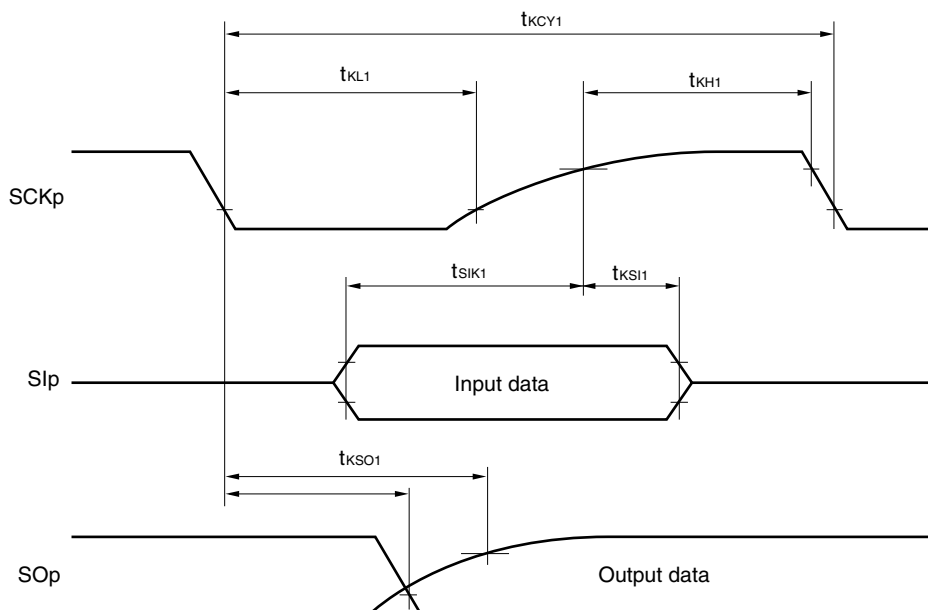 tKCY1
tKL1
tKH1
SCKp
tSIK1
tKSI1
SIp
Input data
tKSO1
SOp
Output data